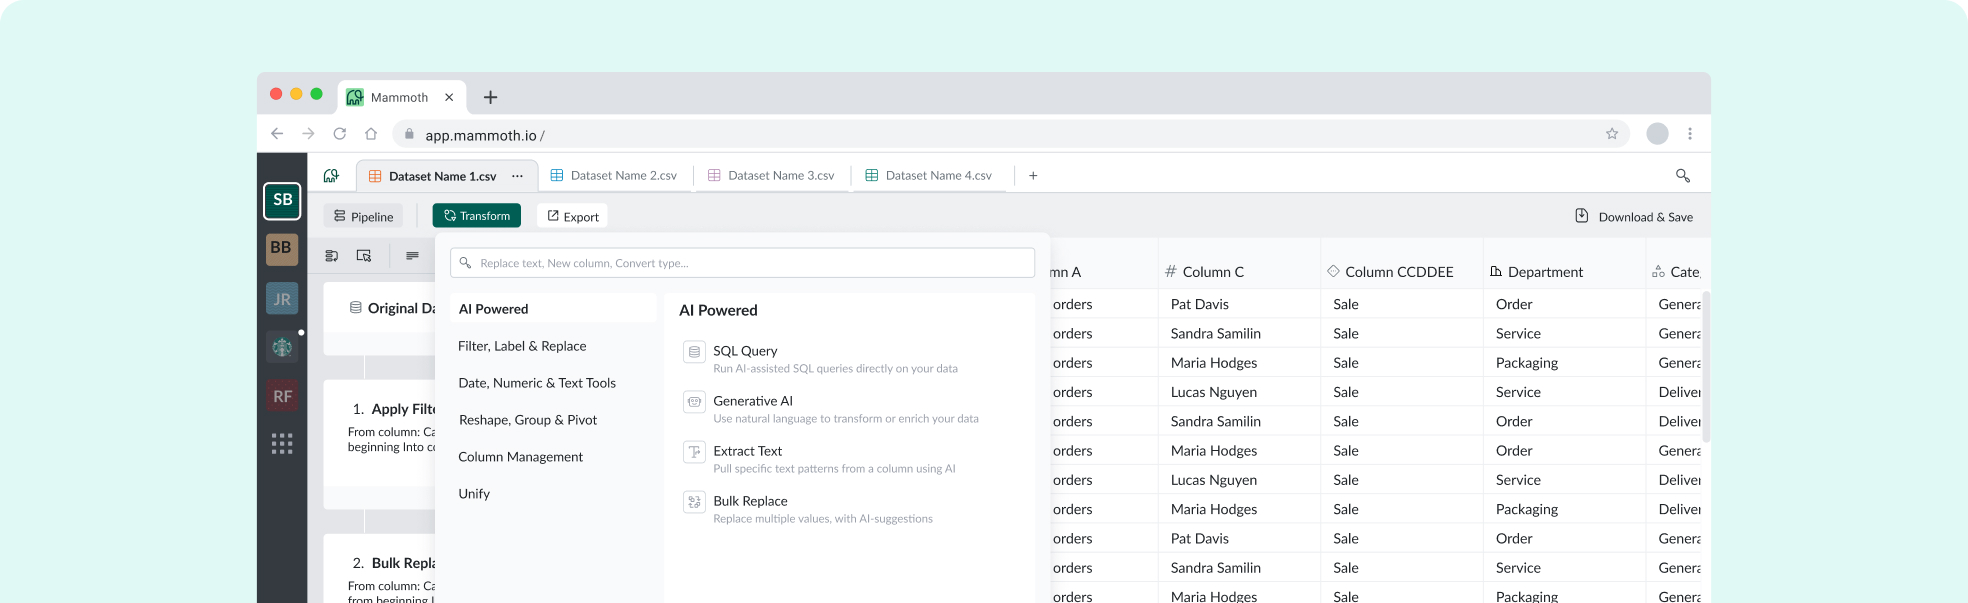 Mammoth
app.mammoth.io /
SB
BB
JR
RF
Dataset Name 1.csv
Dataset Name 2.csv
Dataset Name 3.csv
Dataset Name 4.csv
Pipeline
Transform
Export
Download & Save
Original Da
1. Apply Filte
From column: Ca
beginning Into co
2. Bulk Repla
From column: Ca
from beginning I
Replace text, New column, Convert type...
AI Powered
Filter, Label & Replace
Date, Numeric & Text Tools
Reshape, Group & Pivot
Column Management
Unify
AI Powered
SQL Query
Run AI-assisted SQL queries directly on your data
Generative AI
Use natural language to transform or enrich your data
Extract Text
Pull specific text patterns from a column using AI
Bulk Replace
Replace multiple values, with AI-suggestions
mn A # Column C Column CCDDEE Department Cate
orders Pat Davis Sale Order Genera
orders Sandra Samilin Sale Service Genera
orders Maria Hodges Sale Packaging Genera
orders Lucas Nguyen Sale Service Deliver
orders Sandra Samilin Sale Order Deliver
orders Maria Hodges Sale Order Genera
orders Lucas Nguyen Sale Service Deliver
orders Maria Hodges Sale Packaging Deliver
orders Pat Davis Sale Order Genera
orders Sandra Samilin Sale Service Genera
orders Maria Hodges Sale Packaging Genera